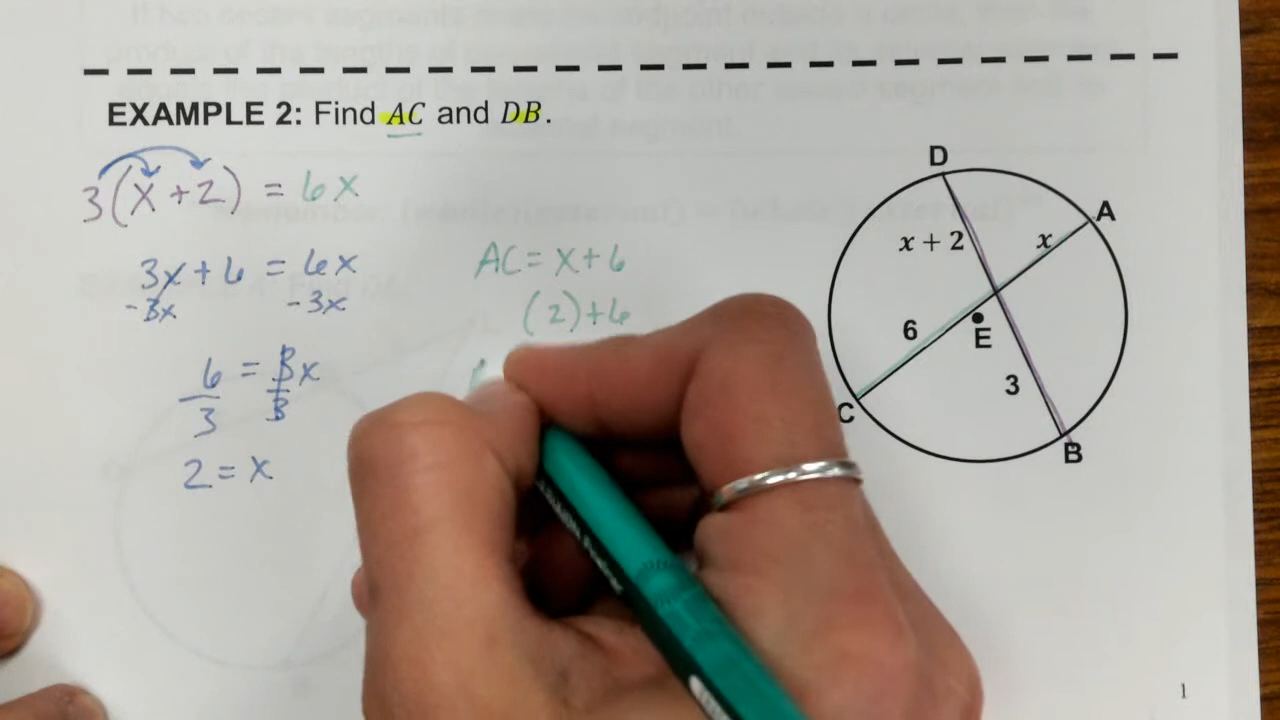 EXAMPLE 2: Find AC and DB.
3(x+2) = 6x
3x+6 = 6x
-3x -3x
6 = 3x
3 3
2 = x
AC = x+6
(2)+6
D
A
x + 2
x
6
E
3
C
B
1